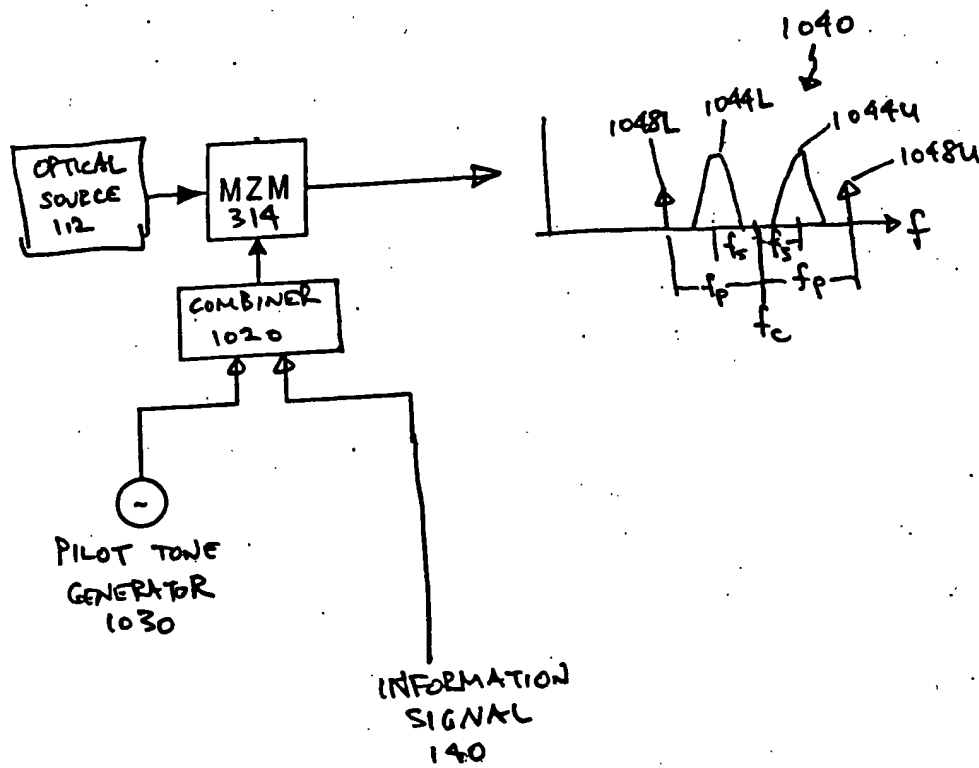 OPTICAL
SOURCE
112
MZM
314
COMBINER
1020
~
PILOT TONE
GENERATOR
1030
INFORMATION
SIGNAL
140
1040
1048L
1044L
1044U
1048U
f
fs
fs
fp
fp
fc